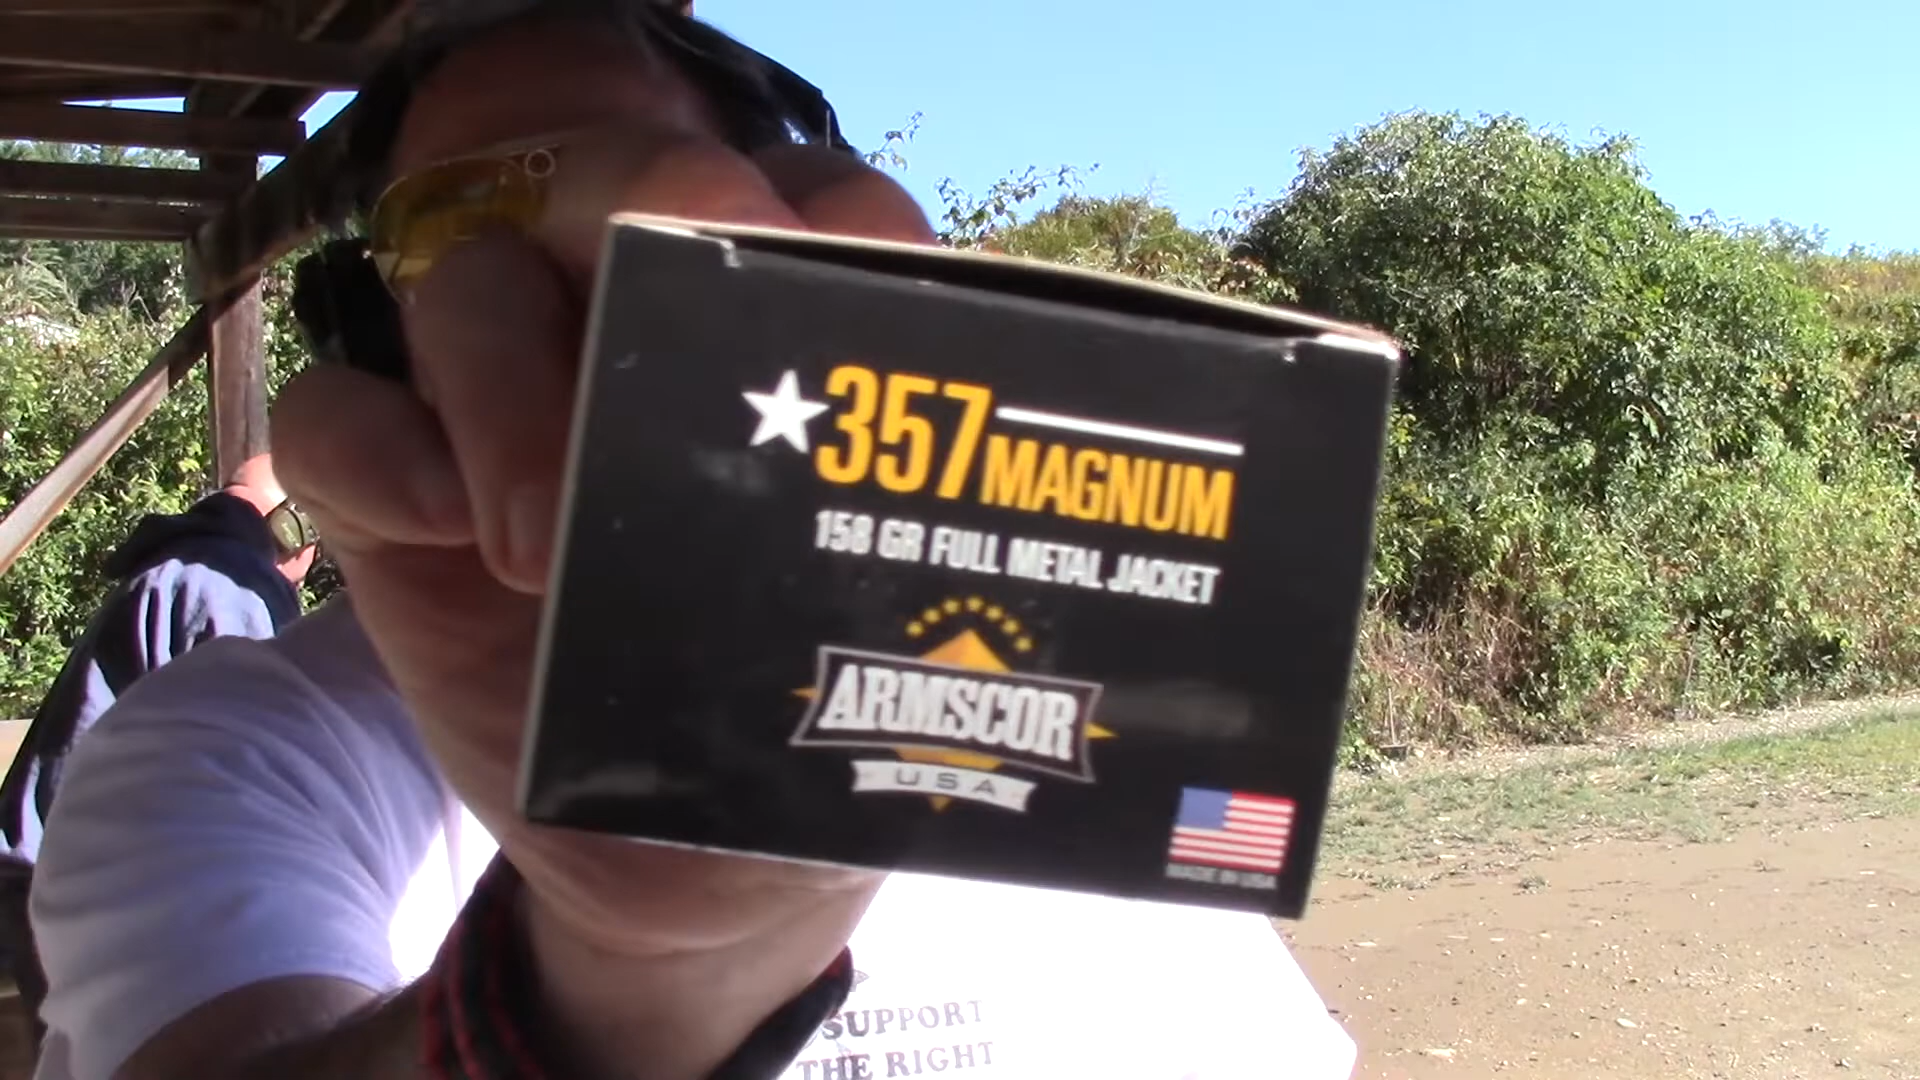 357 MAGNUM
158 GR FULL METAL JACKET
ARMSCOR
USA
MADE IN USA
SUPPORT
THE RIGHT